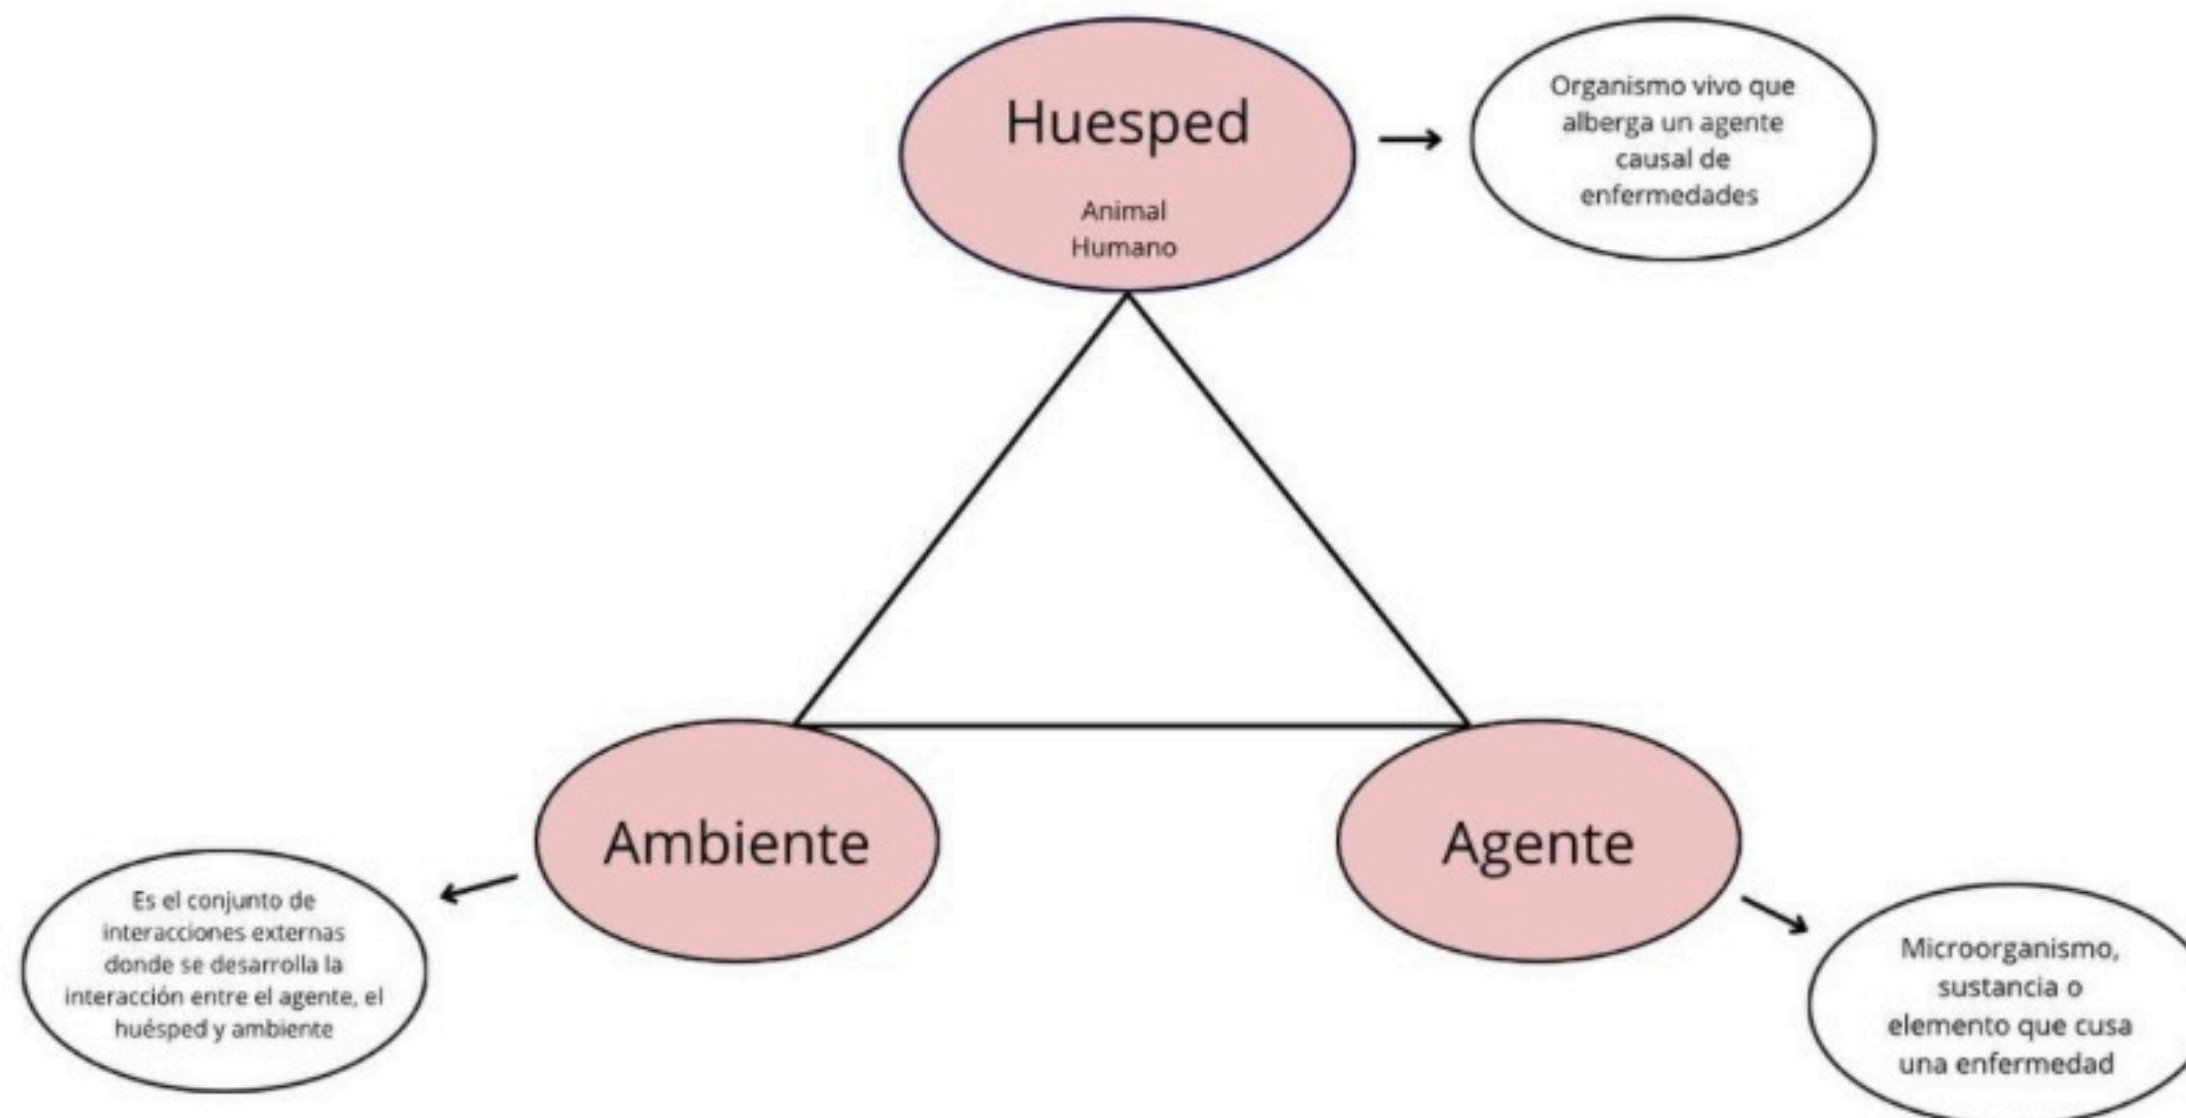 Huesped
Animal
Humano
Organismo vivo que
alberga un agente
causal de
enfermedades
Ambiente
Es el conjunto de
interacciones externas
donde se desarrolla la
interacción entre el agente, el
huésped y ambiente
Agente
Microorganismo,
sustancia o
elemento que cusa
una enfermedad